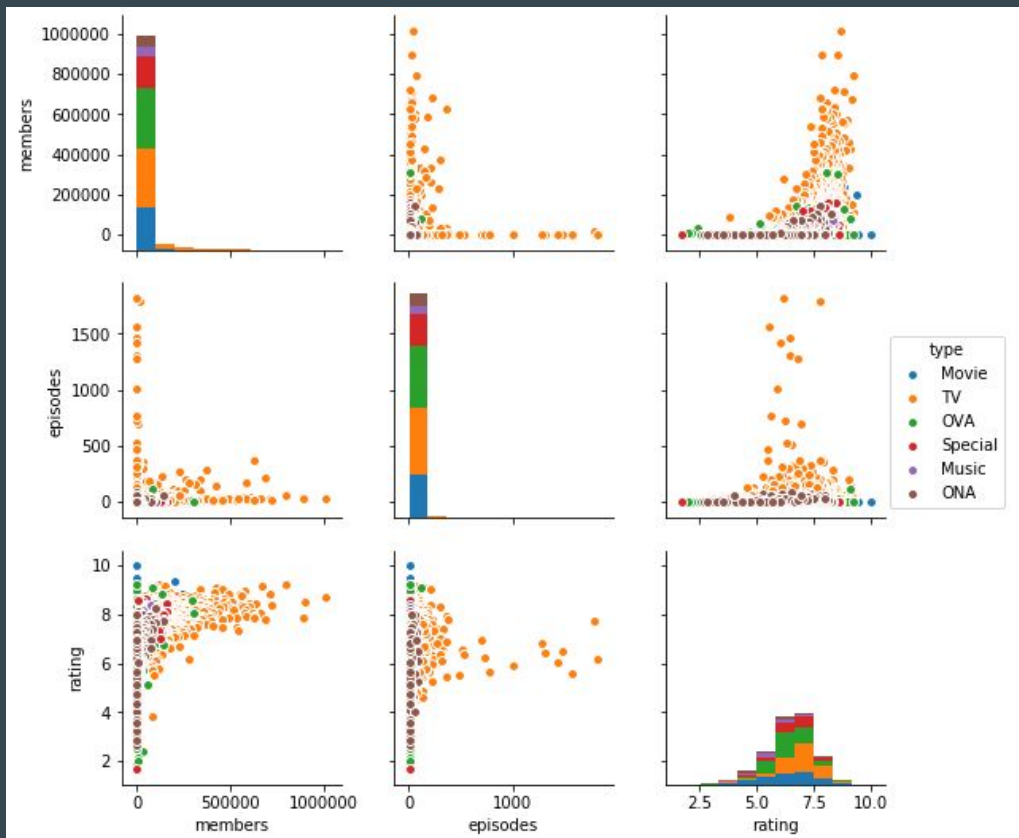 1000000
800000
600000
400000
200000
0
members
1500
1000
500
0
episodes
type
Movie
TV
OVA
Special
Music
ONA
10
8
6
4
2
rating
0 500000 1000000
members
0 1000
episodes
2.5 5.0 7.5 10.0
rating